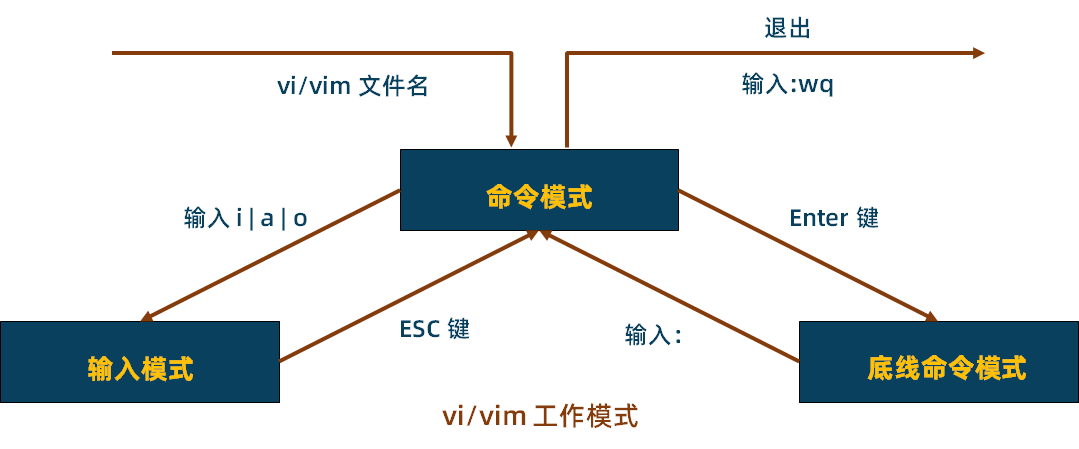 退出
vi/vim 文件名
输入:wq
命令模式
输入 i | a | o
Enter 键
ESC 键
输入:
输入模式
底线命令模式
vi/vim 工作模式